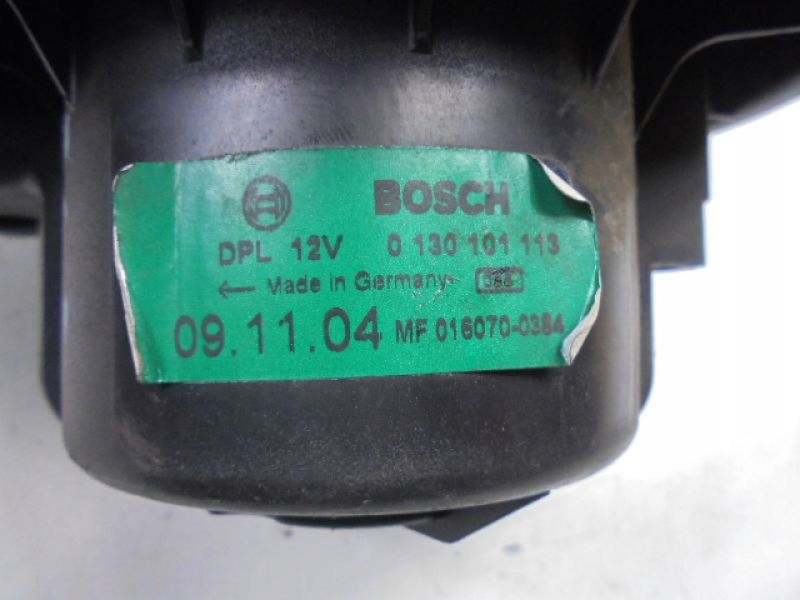 BOSCH
DPL 12V 0 130 101 113
← Made in Germany
09.11.04 MF 016070-0384